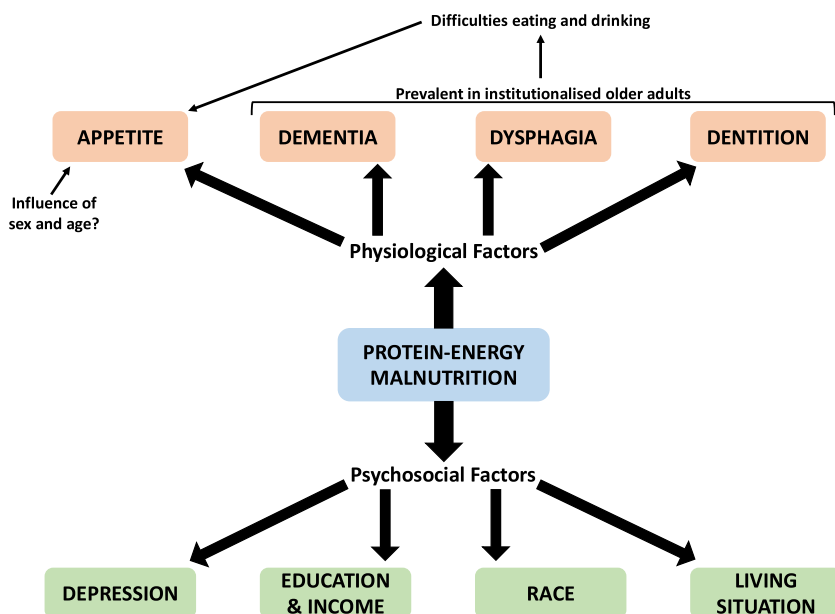 Difficulties eating and drinking
Prevalent in institutionalised older adults
APPETITE
DEMENTIA
DYSPHAGIA
DENTITION
Influence of
sex and age?
Physiological Factors
PROTEIN-ENERGY
MALNUTRITION
Psychosocial Factors
DEPRESSION
EDUCATION
& INCOME
RACE
LIVING
SITUATION